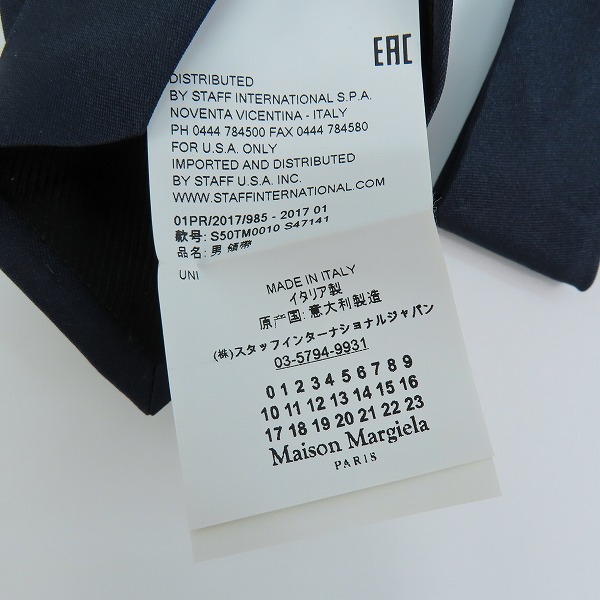 EAC
DISTRIBUTED
BY STAFF INTERNATIONAL S.P.A.
NOVENTA VICENTINA - ITALY
PH 0444 784500 FAX 0444 784580
FOR U.S.A. ONLY
IMPORTED AND DISTRIBUTED
BY STAFF U.S.A. INC.
WWW.STAFFINTERNATIONAL.COM
01PR/2017/985 - 2017 01
款号: S50TM0010 S47141
品名: 男 領帶
UNI
MADE IN ITALY
イタリア製
原产国: 意大利製造
(株)スタッフインターナショナルジャパン
03-5794-9931
0 1 2 3 4 5 6 7 8 9
10 11 12 13 14 15 16
17 18 19 20 21 22 23
Maison Margiela
PARIS